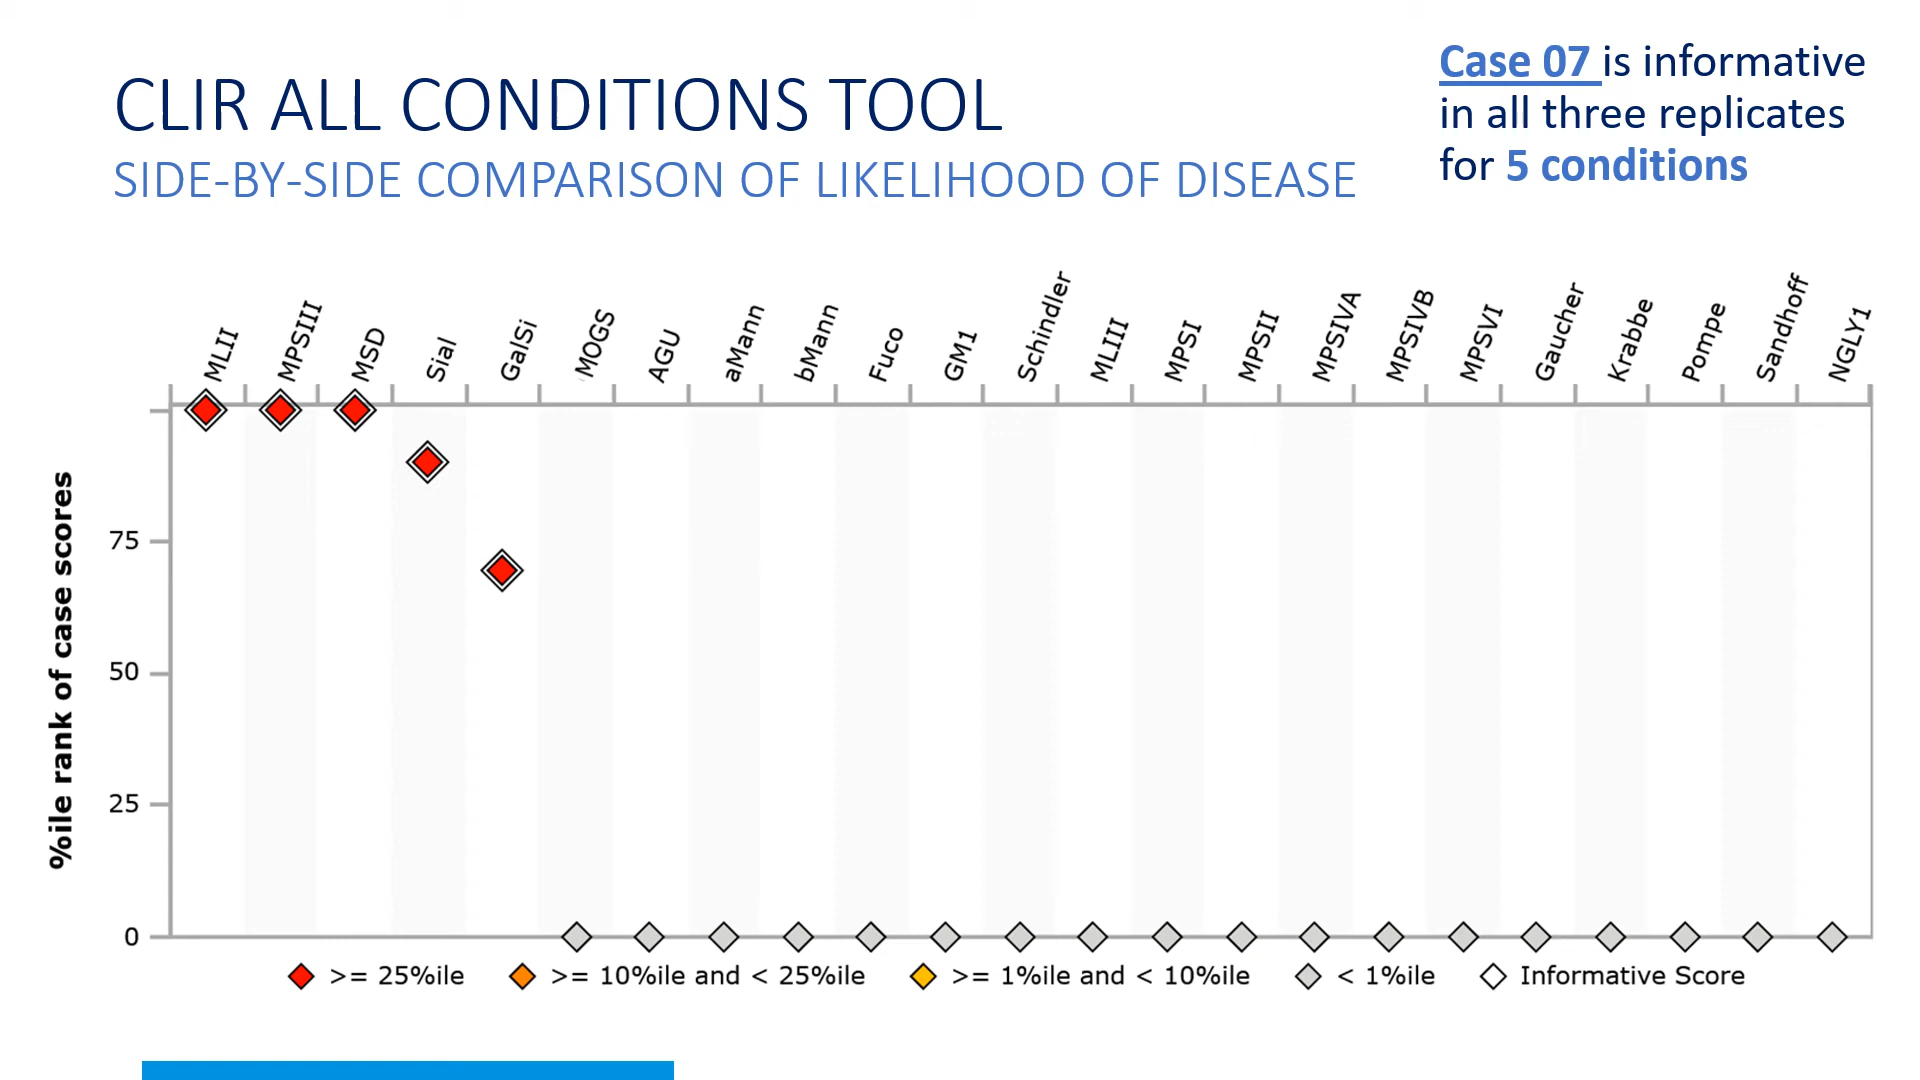 CLIR ALL CONDITIONS TOOL
SIDE-BY-SIDE COMPARISON OF LIKELIHOOD OF DISEASE
Case 07 is informative
in all three replicates
for 5 conditions
MLII
MPSIII
MSD
Sial
GalSi
MOGS
AGU
aMann
bMann
Fuco
GM1
Schindler
MLIII
MPSI
MPSII
MPSIVA
MPSIVB
MPSVI
Gaucher
Krabbe
Pompe
Sandhoff
NGLY1
%ile rank of case scores
75
50
25
0
>= 25%ile
>= 10%ile and < 25%ile
>= 1%ile and < 10%ile
< 1%ile
Informative Score